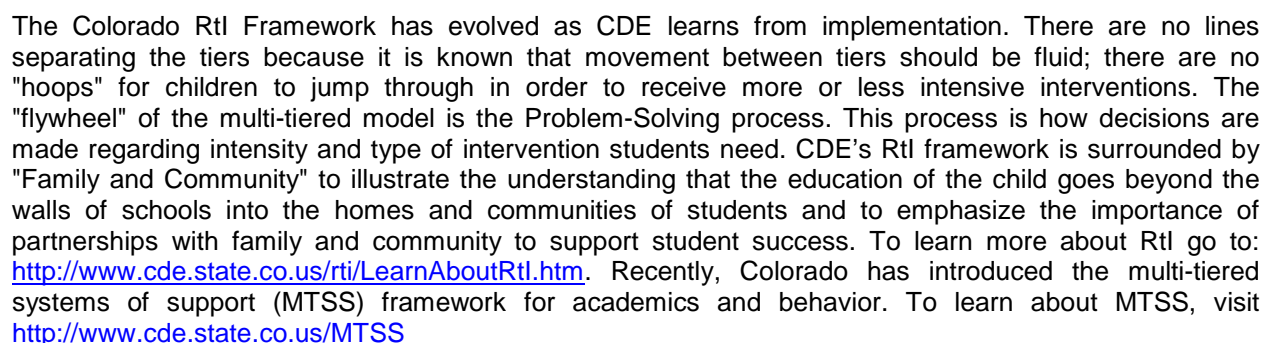 The Colorado RtI Framework has evolved as CDE learns from implementation. There are no lines
separating the tiers because it is known that movement between tiers should be fluid; there are no
"hoops" for children to jump through in order to receive more or less intensive interventions. The
"flywheel" of the multi-tiered model is the Problem-Solving process. This process is how decisions are
made regarding intensity and type of intervention students need. CDE’s RtI framework is surrounded by
"Family and Community" to illustrate the understanding that the education of the child goes beyond the
walls of schools into the homes and communities of students and to emphasize the importance of
partnerships with family and community to support student success. To learn more about RtI go to:
http://www.cde.state.co.us/rti/LearnAboutRtI.htm. Recently, Colorado has introduced the multi-tiered
systems of support (MTSS) framework for academics and behavior. To learn about MTSS, visit
http://www.cde.state.co.us/MTSS